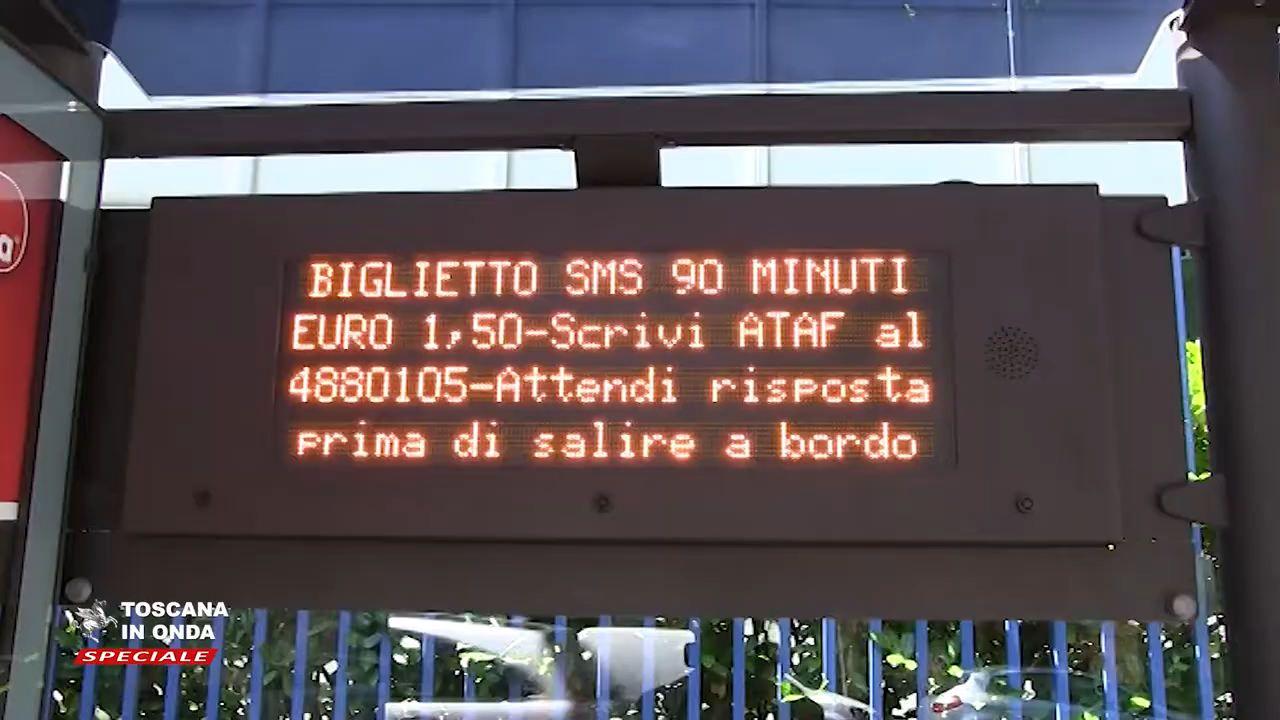 BIGLIETTO SMS 90 MINUTI
EURO 1,50-Scrivi ATAF al
4880105-Attendi risposta
prima di salire a bordo
TOSCANA
IN ONDA
SPECIALE